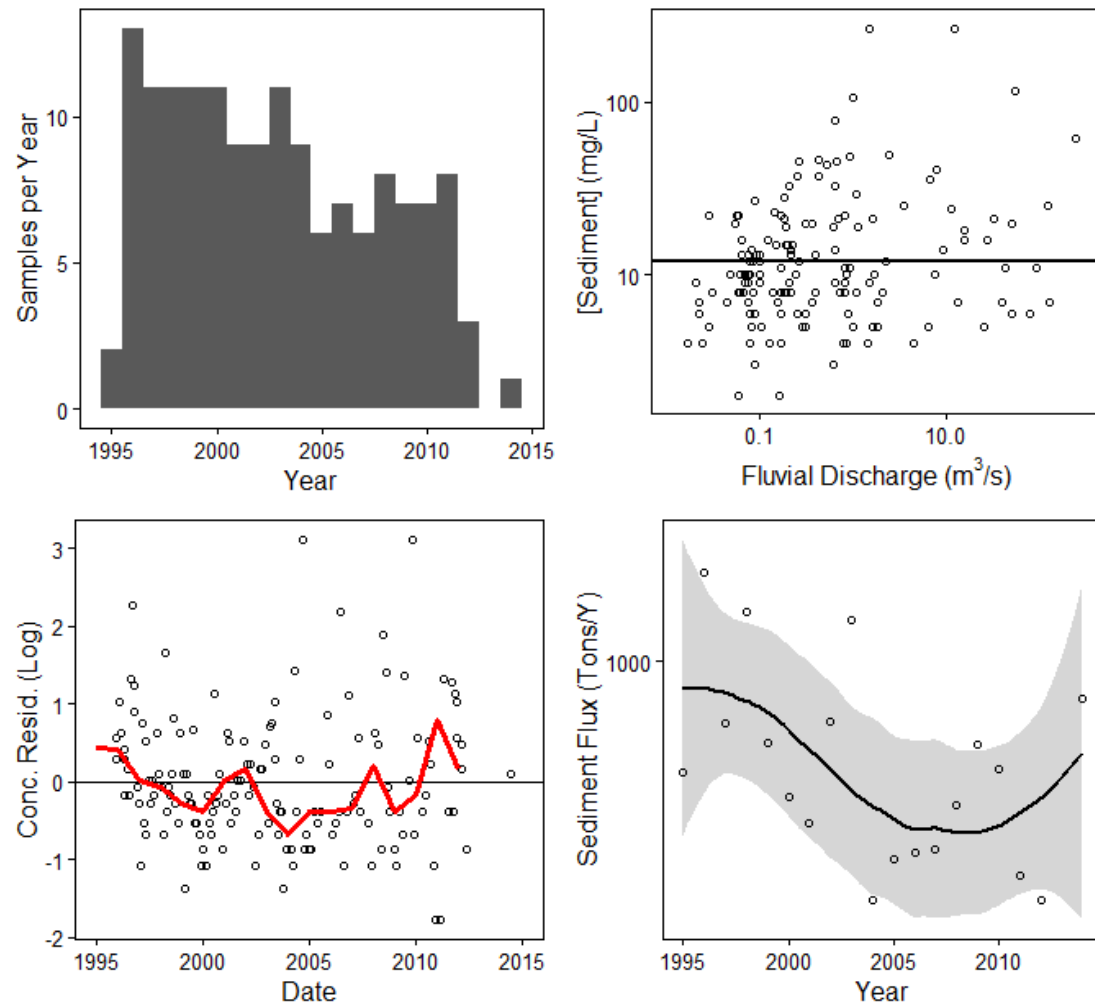 Samples per Year
10
5
0
1995 2000 2005 2010 2015
Year
[Sediment] (mg/L)
100
10
0.1 10.0
Fluvial Discharge (m³/s)
Conc. Resid. (Log)
3
2
1
0
-1
-2
1995 2000 2005 2010 2015
Date
Sediment Flux (Tons/Y)
1000
1995 2000 2005 2010
Year